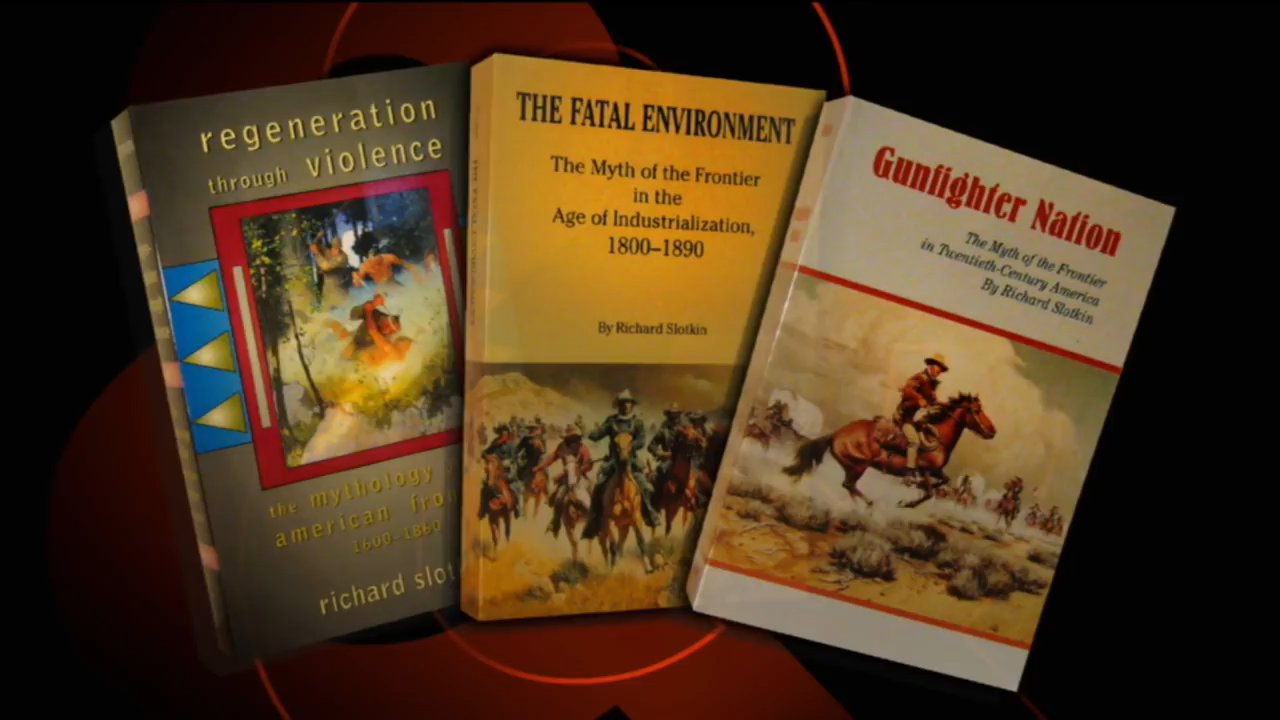 regeneration
through violence
the mythology
american
1600-1860
richard
THE FATAL ENVIRONMENT
The Myth of the Frontier
in the
Age of Industrialization,
1800–1890
By Richard Slotkin
Gunfighter Nation
The Myth of the Frontier
in Twentieth-Century America
By Richard Slotkin